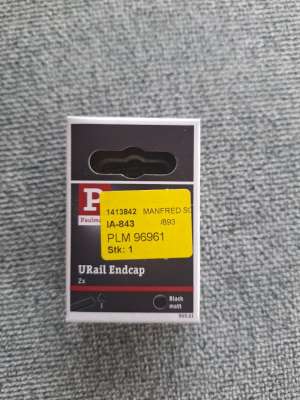 P
1413842 MANFRED SC
IA-843 /893
PLM 96961
Stk: 1
URail Endcap
2x
Black
matt